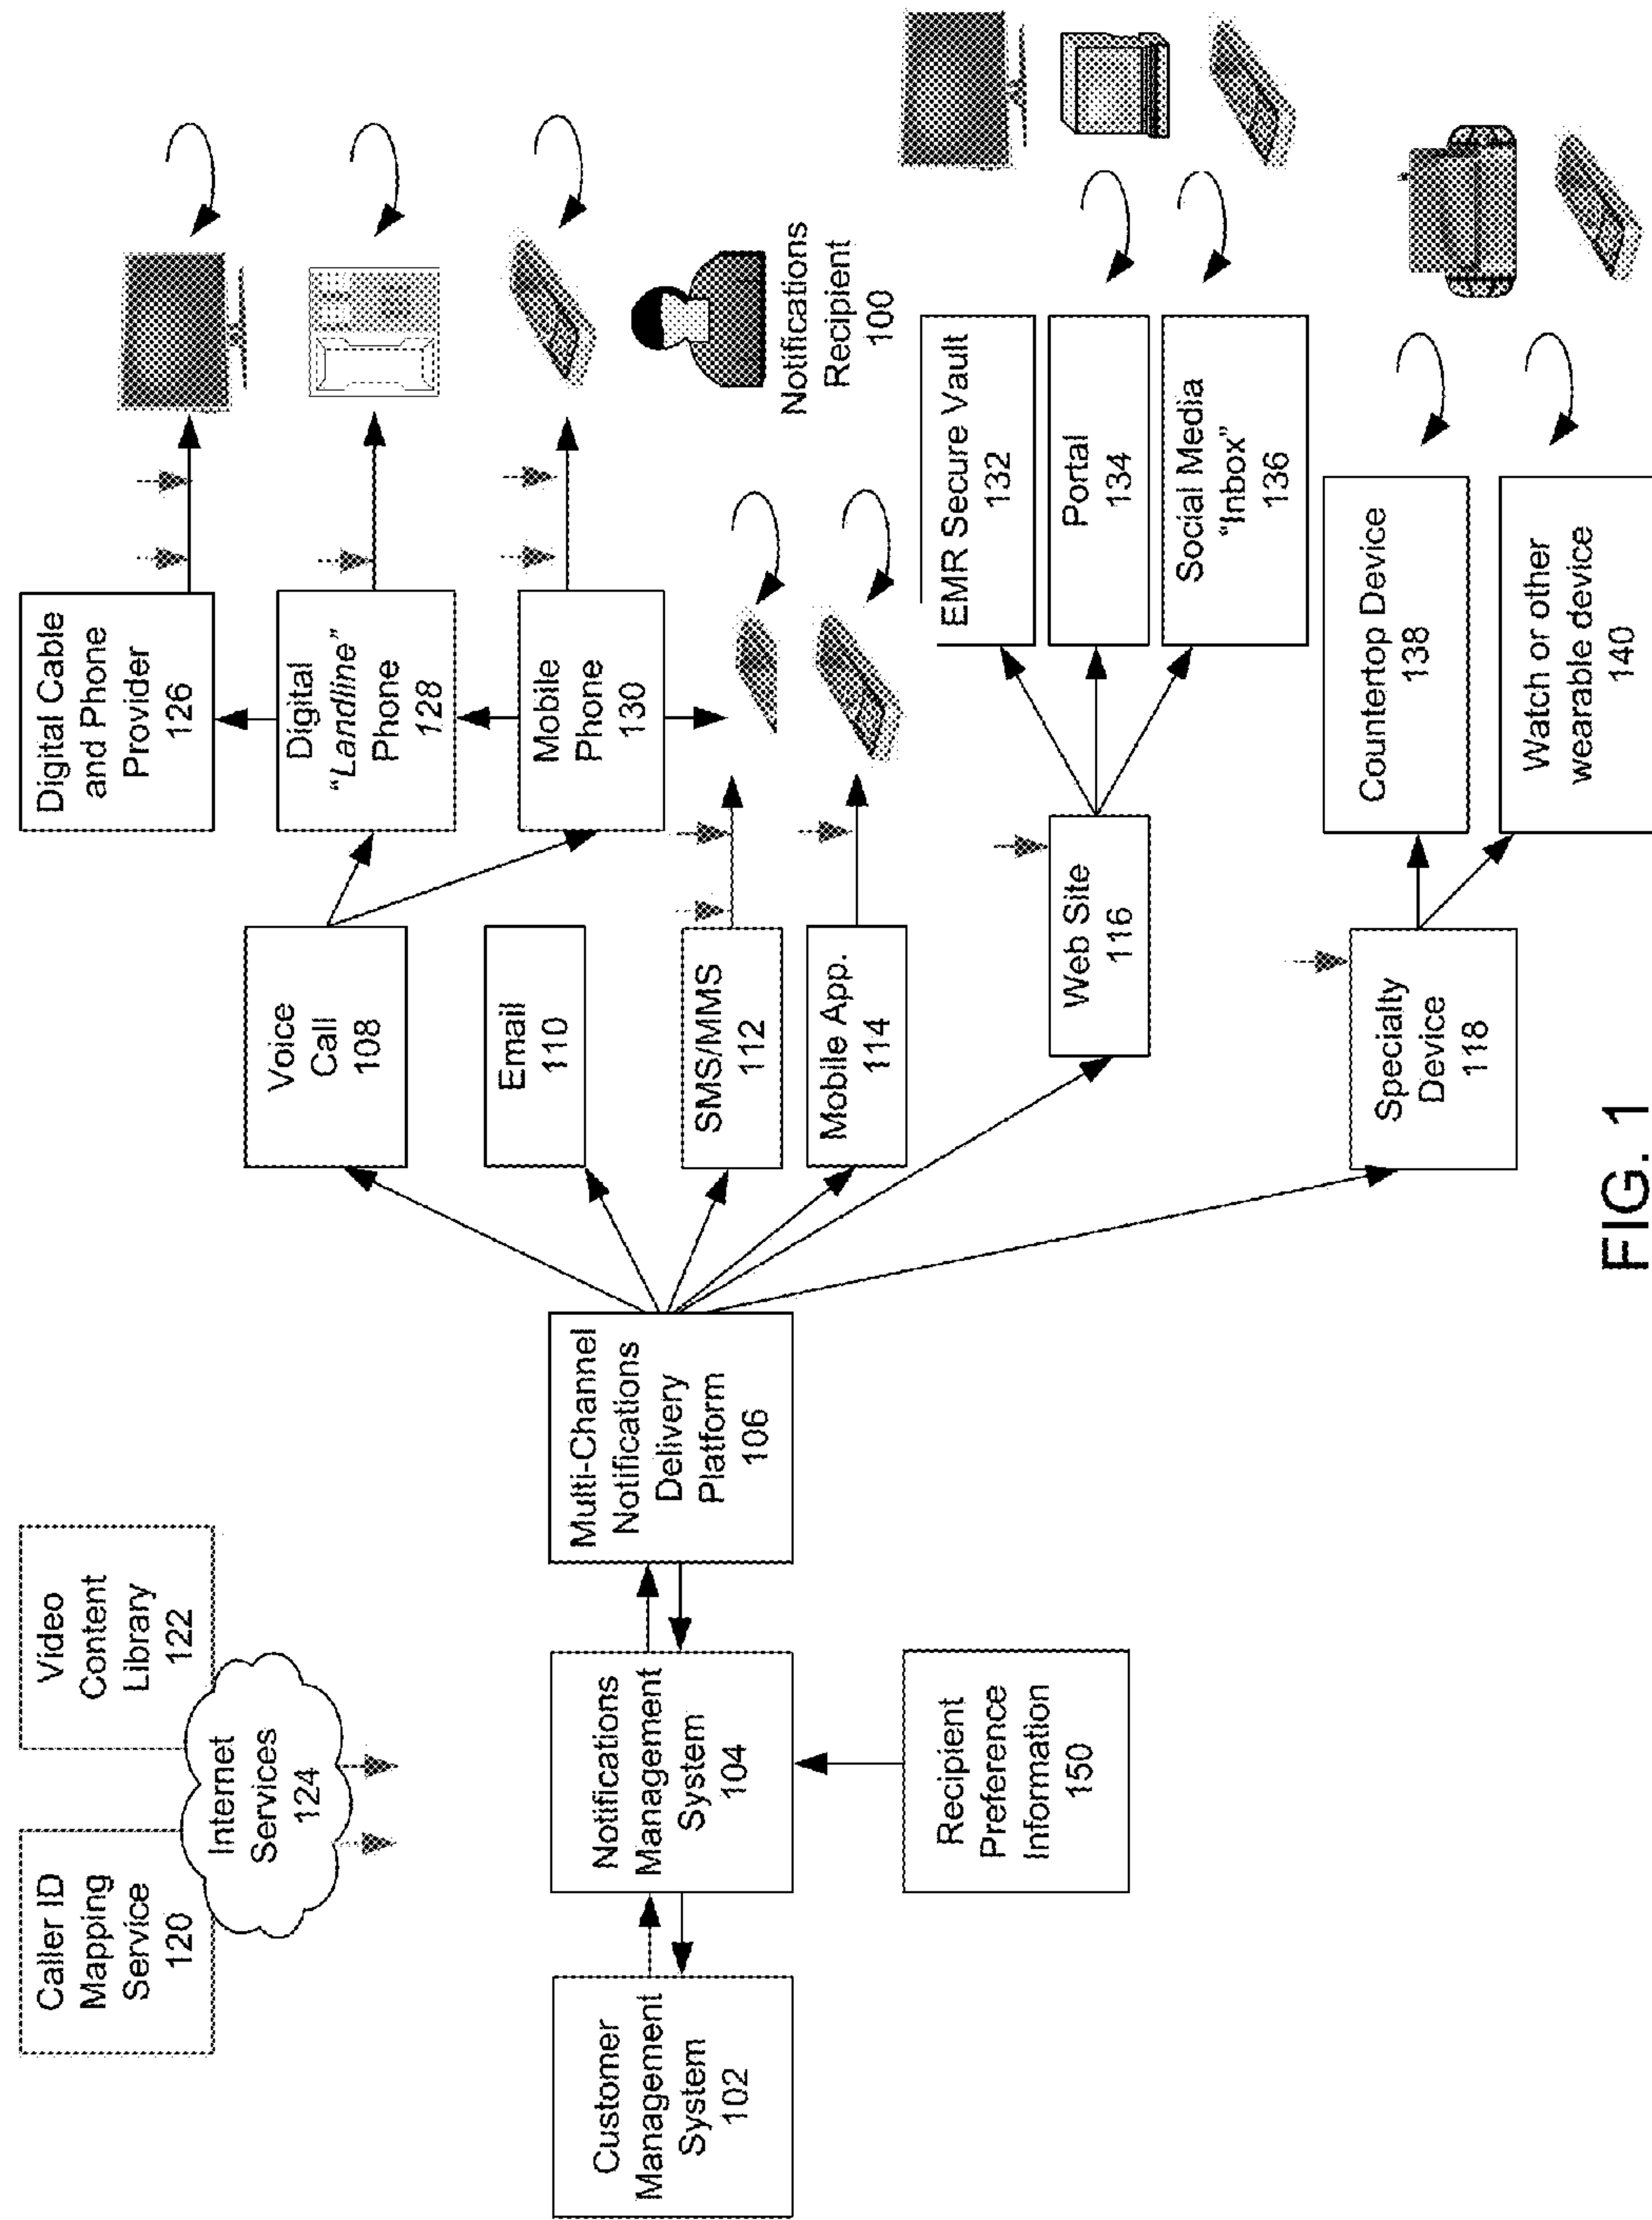 Caller ID
Mapping
Service
120
Video
Content
Library
122
Internet
Services
124
Customer
Management
System
102
Notifications
Management
System
104
Recipient
Preference
Information
150
Multi-Channel
Notifications
Delivery
Platform
106
Voice
Call
108
Email
110
SMS/MMS
112
Mobile App.
114
Web Site
116
Specialty
Device
118
Digital Cable
and Phone
Provider
126
Digital
“Landline”
Phone
128
Mobile
Phone
130
Notifications
Recipient
100
EMR Secure Vault
132
Portal
134
Social Media
“Inbox”
136
Countertop Device
138
Watch or other
wearable device
140
FIG. 1